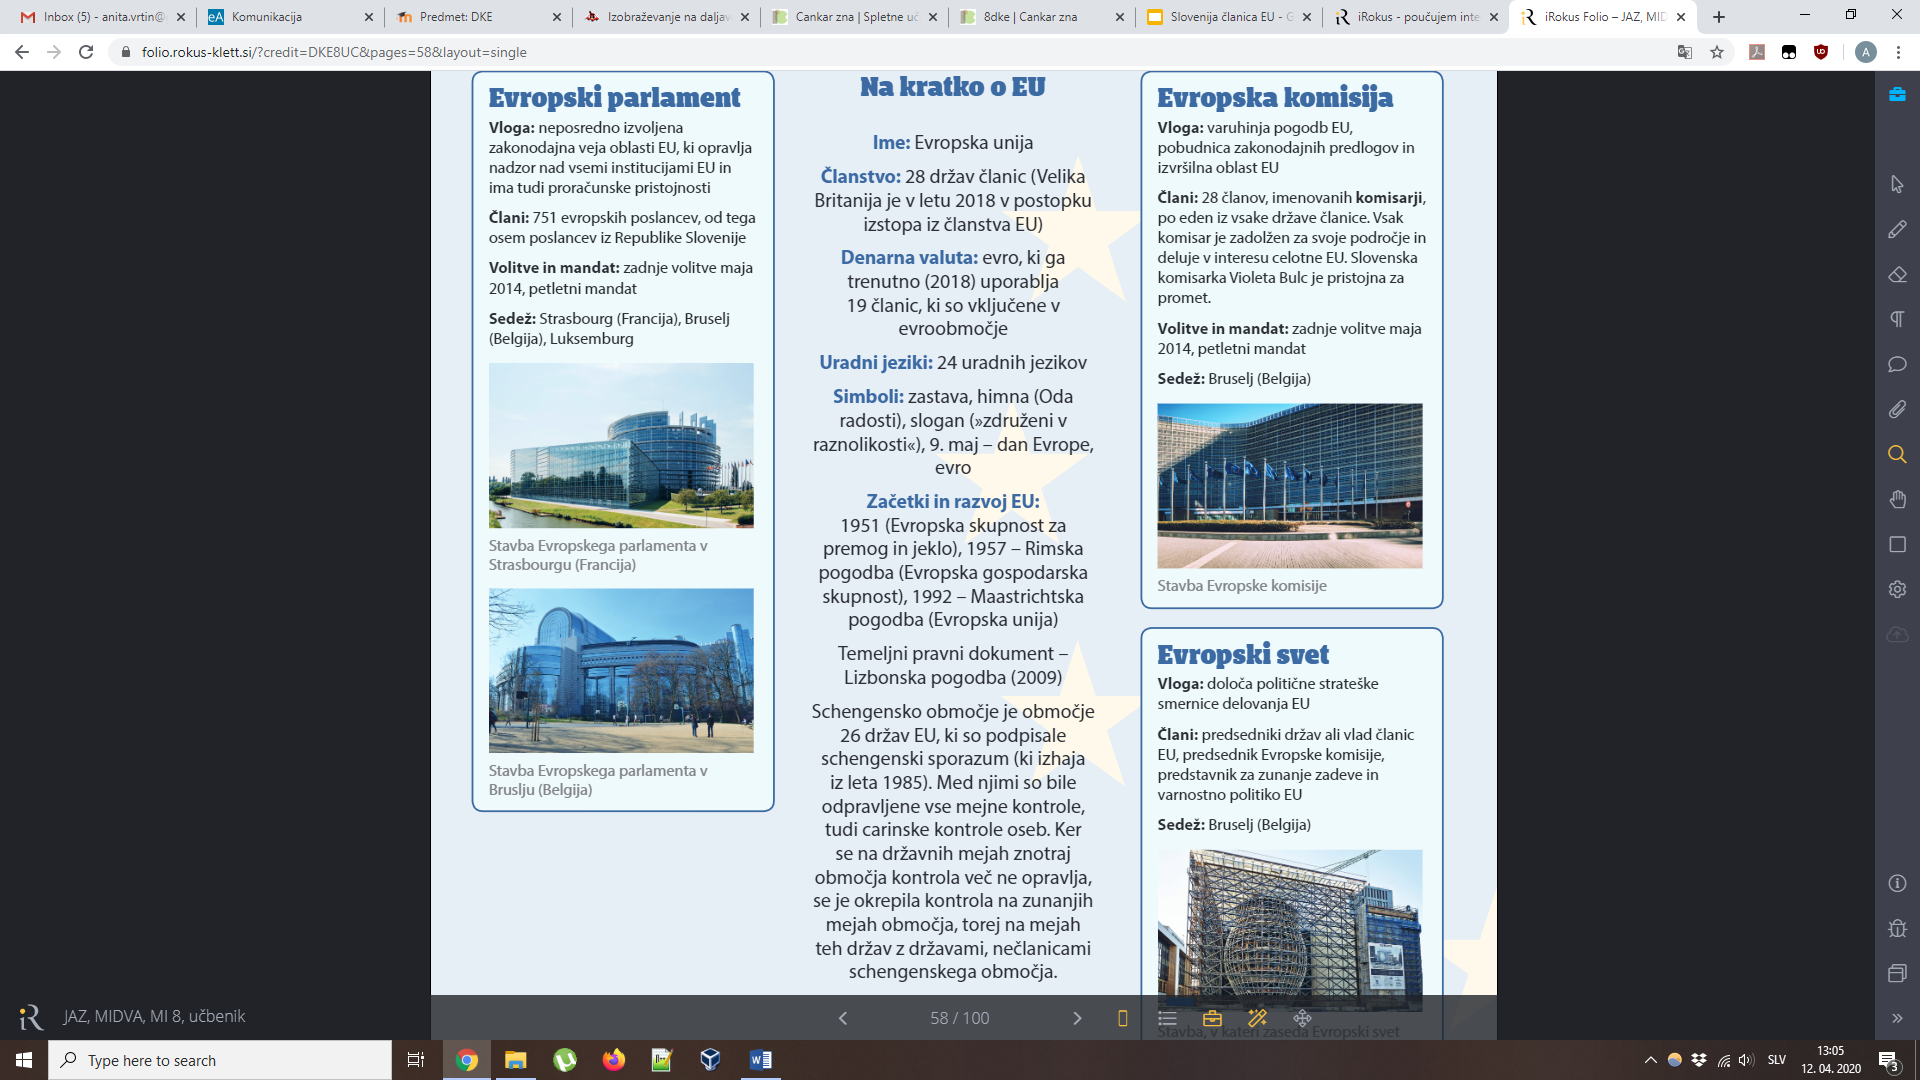 Inbox (5) - anita.vrtin@
Komunikacija
Predmet: DKE
Izobraževanje na daljav
Cankar zna | Spletne uč
8dke | Cankar zna
Slovenija članica EU - G
iRokus - poučujem inte
iRokus Folio – JAZ, MID
folio.rokus-klett.si/?credit=DKE8UC&pages=58&layout=single
A
Evropski parlament
Vloga: neposredno izvoljena
zakonodajna veja oblasti EU, ki opravlja
nadzor nad vsemi institucijami EU in
ima tudi proračunske pristojnosti
Člani: 751 evropskih poslancev, od tega
osem poslancev iz Republike Slovenije
Volitve in mandat: zadnje volitve maja
2014, petletni mandat
Sedež: Strasbourg (Francija), Bruselj
(Belgija), Luksemburg
Stavba Evropskega parlamenta v
Strasbourgu (Francija)
Stavba Evropskega parlamenta v
Bruslju (Belgija)
Na kratko o EU
Ime: Evropska unija
Članstvo: 28 držav članic (Velika
Britanija je v letu 2018 v postopku
izstopa iz članstva EU)
Denarna valuta: evro, ki ga
trenutno (2018) uporablja
19 članic, ki so vključene v
evroobmočje
Uradni jeziki: 24 uradnih jezikov
Simboli: zastava, himna (Oda
radosti), slogan (»združeni v
raznolikosti«), 9. maj – dan Evrope,
evro
Začetki in razvoj EU:
1951 (Evropska skupnost za
premog in jeklo), 1957 – Rimska
pogodba (Evropska gospodarska
skupnost), 1992 – Maastrichtska
pogodba (Evropska unija)
Temeljni pravni dokument –
Lizbonska pogodba (2009)
Schengensko območje je območje
26 držav EU, ki so podpisale
schengenski sporazum (ki izhaja
iz leta 1985). Med njimi so bile
odpravljene vse mejne kontrole,
tudi carinske kontrole oseb. Ker
se na državnih mejah znotraj
območja kontrola več ne opravlja,
se je okrepila kontrola na zunanjih
mejah območja, torej na mejah
teh držav z državami, nečlanicami
schengenskega območja.
Evropska komisija
Vloga: varuhinja pogodb EU,
pobudnica zakonodajnih predlogov in
izvršilna oblast EU
Člani: 28 članov, imenovanih komisarji,
po eden iz vsake države članice. Vsak
komisar je zadolžen za svoje področje in
deluje v interesu celotne EU. Slovenska
komisarka Violeta Bulc je pristojna za
promet.
Volitve in mandat: zadnje volitve maja
2014, petletni mandat
Sedež: Bruselj (Belgija)
Stavba Evropske komisije
Evropski svet
Vloga: določa politične strateške
smernice delovanja EU
Člani: predsedniki držav ali vlad članic
EU, predsednik Evropske komisije,
predstavnik za zunanje zadeve in
varnostno politiko EU
Sedež: Bruselj (Belgija)
Stavba, v kateri zaseda Evropski svet
iR JAZ, MIDVA, MI 8, učbenik
58 / 100
Type here to search
SLV
13:05
12. 04. 2020
3